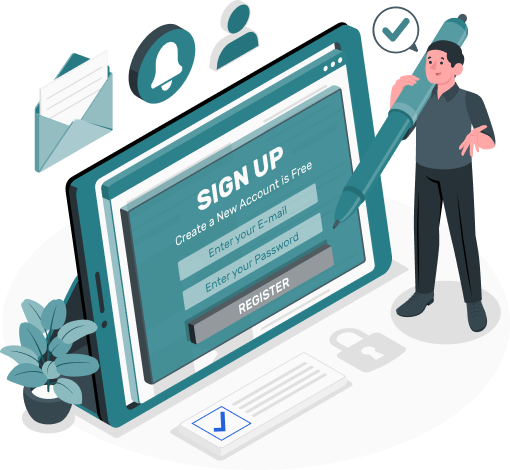 SIGN UP
Create a New Account is Free
Enter your E-mail
Enter your Password
REGISTER